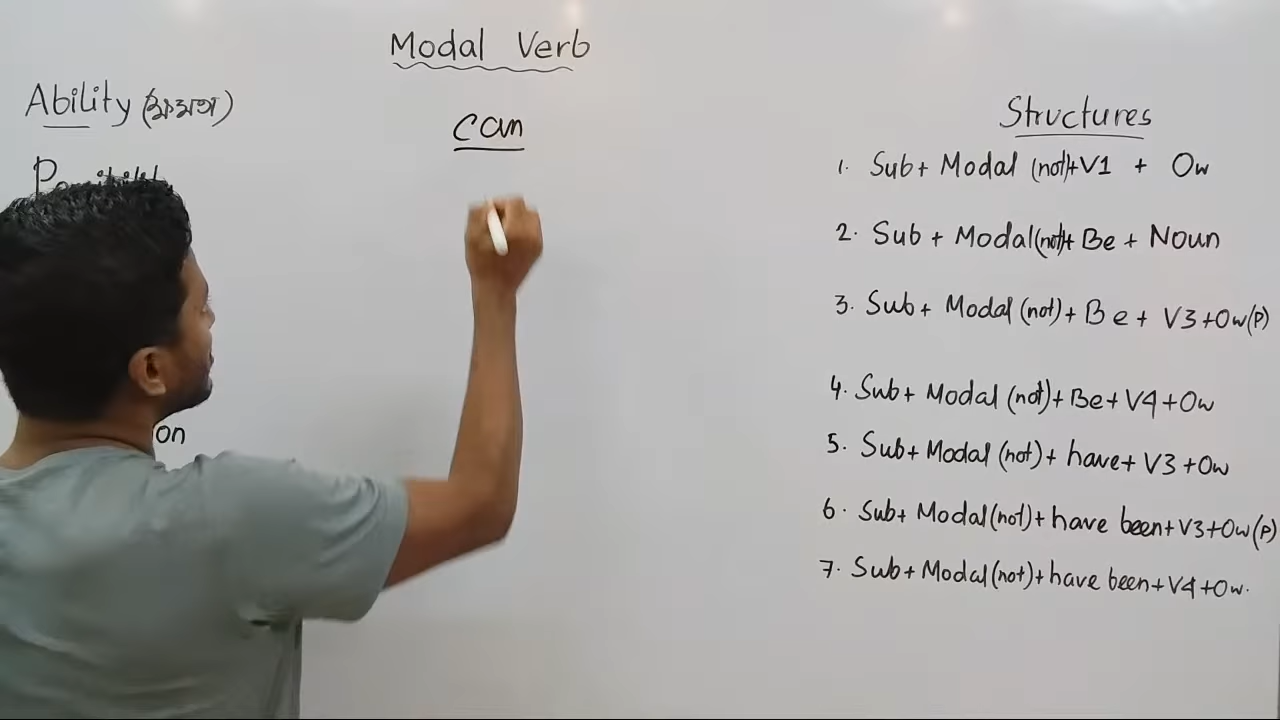 Modal Verb
Ability (ক্ষমতা)
can
on
Structures
1. Sub+ Modal (not)+V1 + Ow
2. Sub + Modal(not)+ Be + Noun
3. Sub+ Modal (not)+ Be + V3+Ow(P)
4. Sub+ Modal (not)+Be+V4+Ow
5. Sub+Modal (not)+have+ V3+Ow
6. Sub+ Modal(not)+have been+V3+Ow(P)
7. Sub+Modal(not)+have been+V4+Ow.